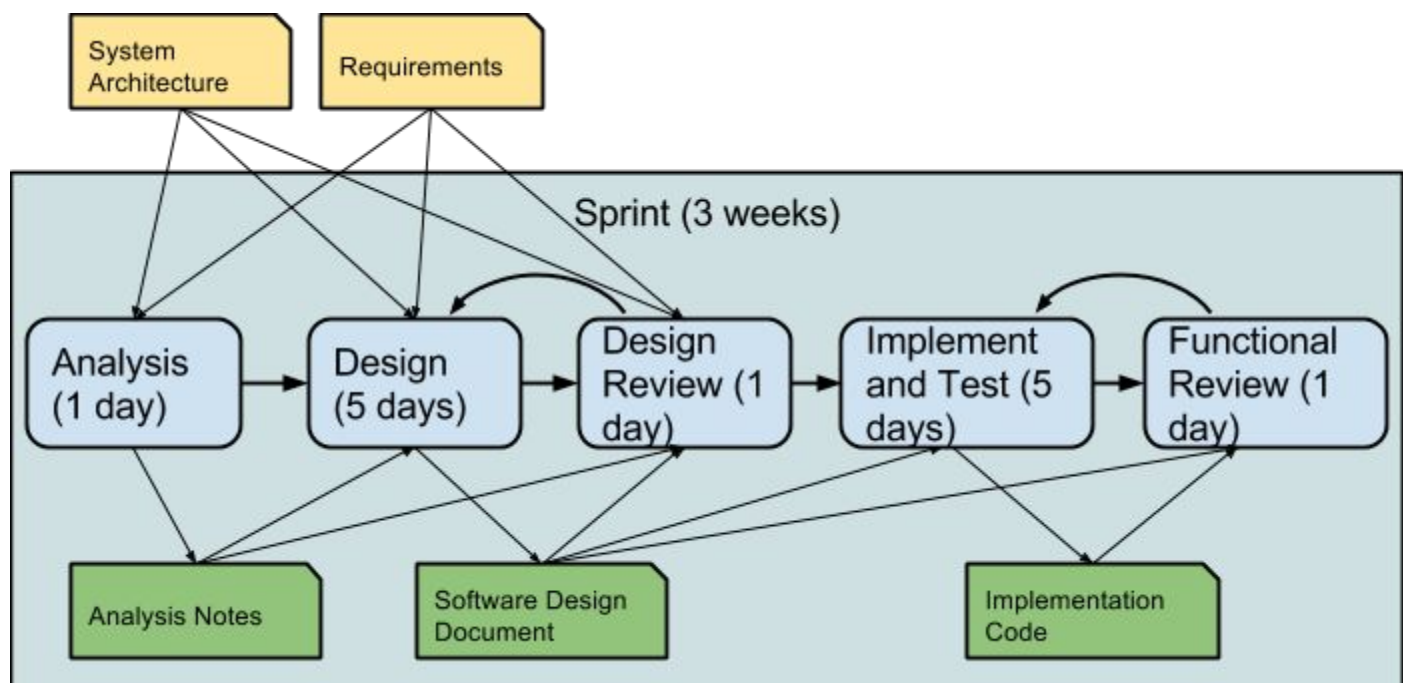 System
Architecture
Requirements
Sprint (3 weeks)
Analysis
(1 day)
Design
(5 days)
Design
Review (1
day)
Implement
and Test (5
days)
Functional
Review (1
day)
Analysis Notes
Software Design
Document
Implementation
Code